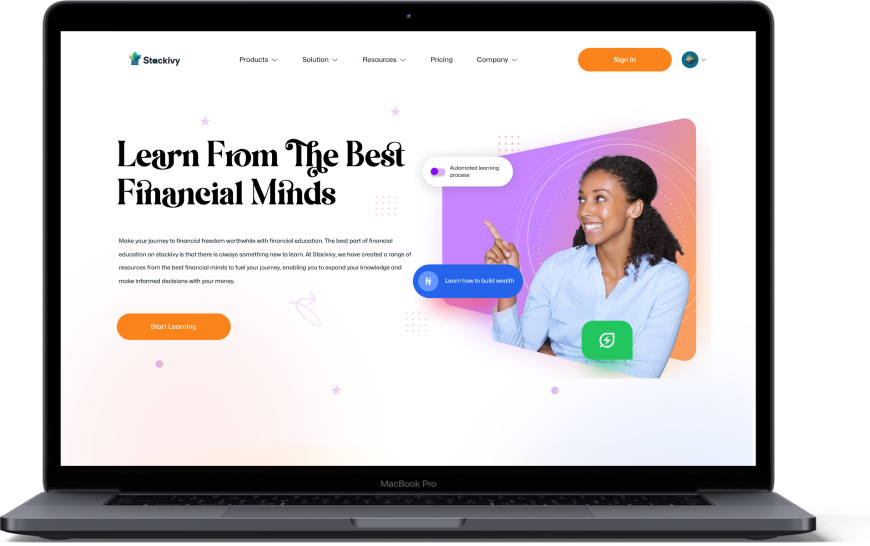 Stackivy
Products
Solution
Resources
Pricing
Company
Sign In
Learn From The Best
Financial Minds
Automated learning
process
Make your journey to financial freedom worthwhile with financial education. The best part of financial
education on stackivy is that there is always something new to learn. At Stackivy, we have created a range of
resources from the best financial minds to fuel your journey, enabling you to expand your knowledge and
make informed decisions with your money.
₦
Learn how to build wealth
Start Learning
MacBook Pro